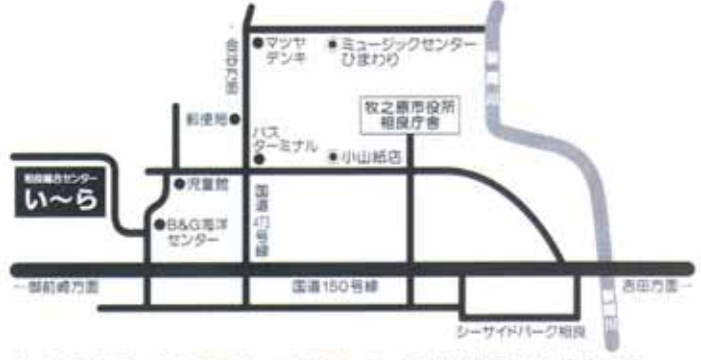 金谷方面
●マツヤ
デンキ
ミュージックセンター
ひまわり
郵便局●
牧之原市役所
相良庁舎
バス
ターミナル
小山紙店
相良総合センター
い〜ら
●児童館
●B&G海洋
センター
国道473号線
←御前崎方面
国道150号線
吉田方面→
シーサイドパーク相良